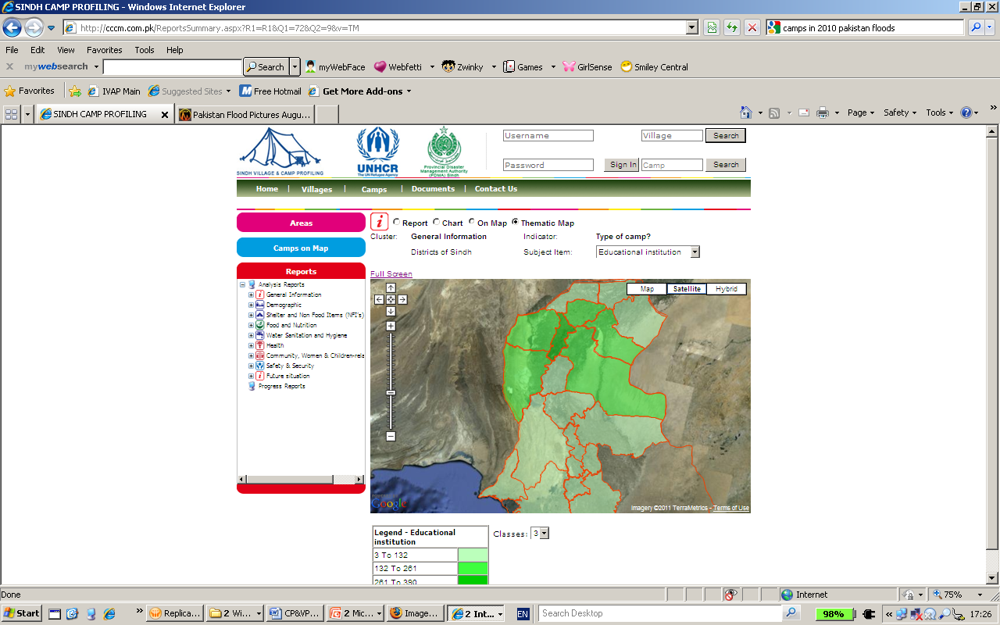 SINDH CAMP PROFILING - Windows Internet Explorer
http://cccm.com.pk/ReportsSummary.aspx?R1=R1&Q1=72&Q2=9&v=TM
camps in 2010 pakistan floods
File Edit View Favorites Tools Help
mywebsearch Search myWebFace Webfetti Zwinky Games GirlSense Smiley Central
Favorites IVAP Main Suggested Sites Free Hotmail Get More Add-ons
SINDH CAMP PROFILING Pakistan Flood Pictures Augu... Page Safety Tools
SINDH VILLAGE & CAMP PROFILING
UNHCR
The UN Refugee Agency
Provincial Disaster
Management Authority
(PDMA) Sindh
Username Village Search
Password Sign In Camp Search
Home | Villages | Camps | Documents | Contact Us
Areas
Camps on Map
Reports
Analysis Reports
General Information
Demographic
Shelter and Non Food Items (NFI's)
Food and Nutrition
Water Sanitation and Hygiene
Health
Community, Women & Children-rela
Safety & Security
Future situation
Progress Reports
Report Chart On Map Thematic Map
Cluster: General Information Indicator: Type of camp?
Districts of Sindh Subject Item: Educational institution
Full Screen
Map Satellite Hybrid
Google
Imagery ©2011 TerraMetrics - Terms of Use
Legend - Educational
institution
Classes: 3
3 To 132
132 To 261
261 To 390
Done Internet 75%
Start Replica... 2 Wi... CP&VP... 2 Mic... Image... 2 Int... EN Search Desktop 98% 17:26